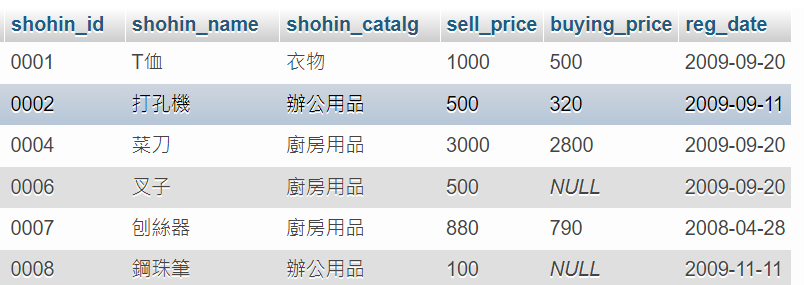 shohin_id shohin_name shohin_catalg sell_price buying_price reg_date
0001 T恤 衣物 1000 500 2009-09-20
0002 打孔機 辦公用品 500 320 2009-09-11
0004 菜刀 廚房用品 3000 2800 2009-09-20
0006 叉子 廚房用品 500 NULL 2009-09-20
0007 刨絲器 廚房用品 880 790 2008-04-28
0008 鋼珠筆 辦公用品 100 NULL 2009-11-11